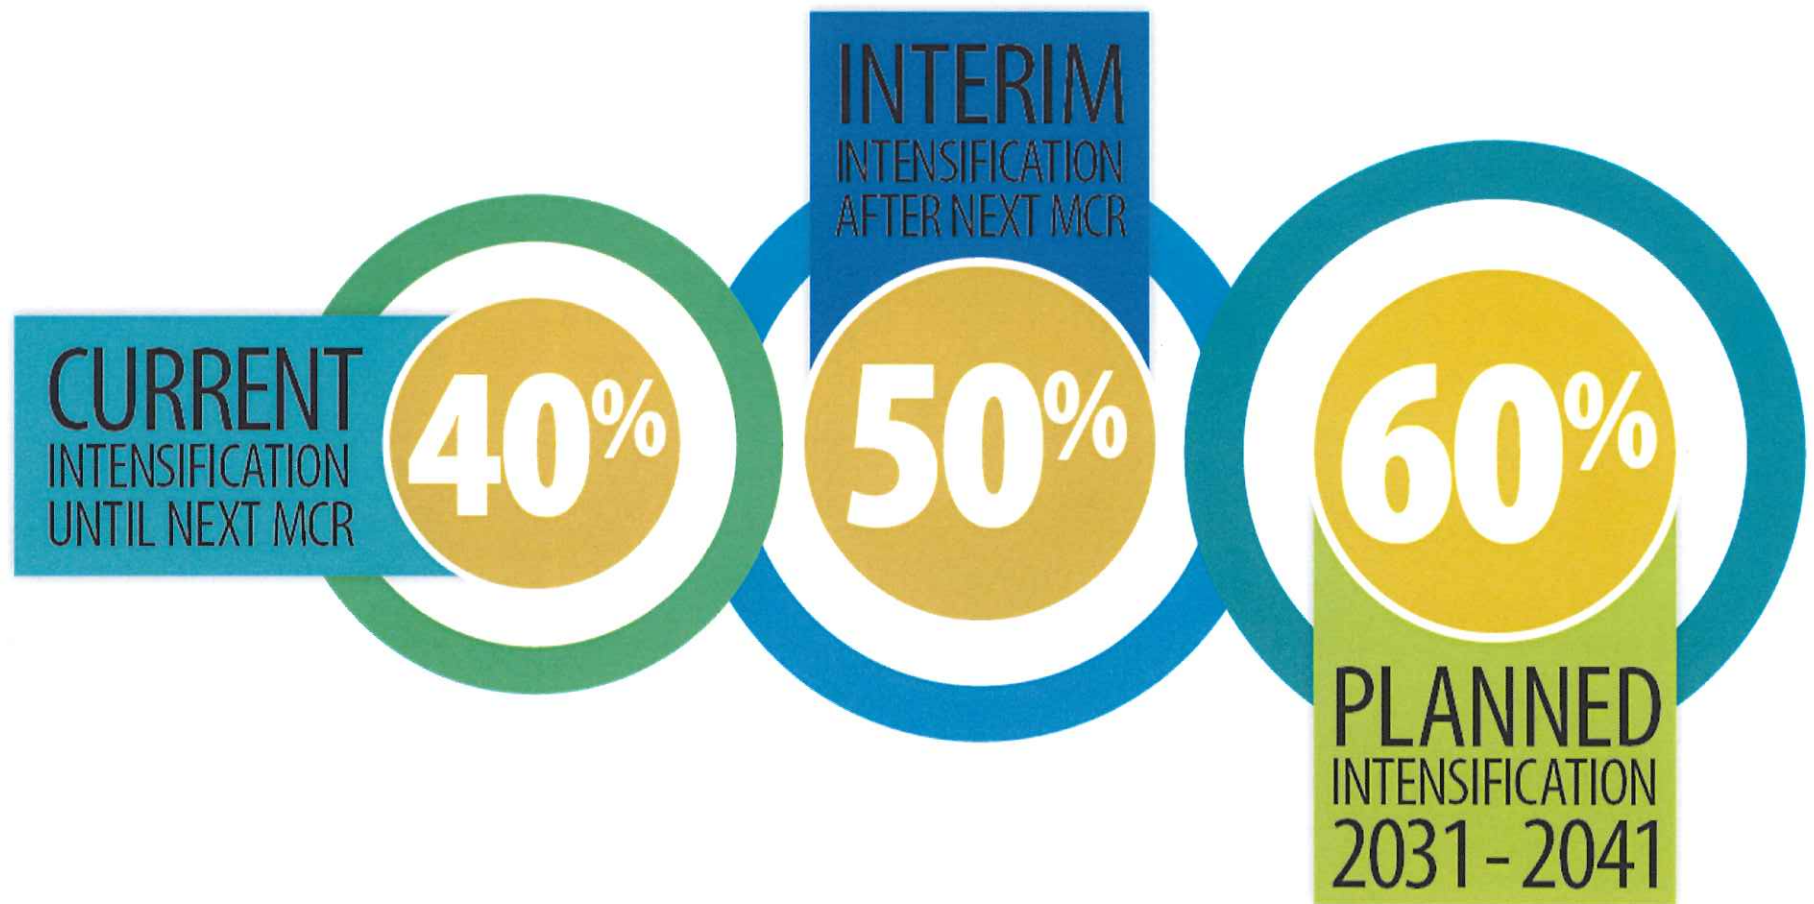 CURRENT
INTENSIFICATION
UNTIL NEXT MCR
40%
INTERIM
INTENSIFICATION
AFTER NEXT MCR
50%
60%
PLANNED
INTENSIFICATION
2031 - 2041